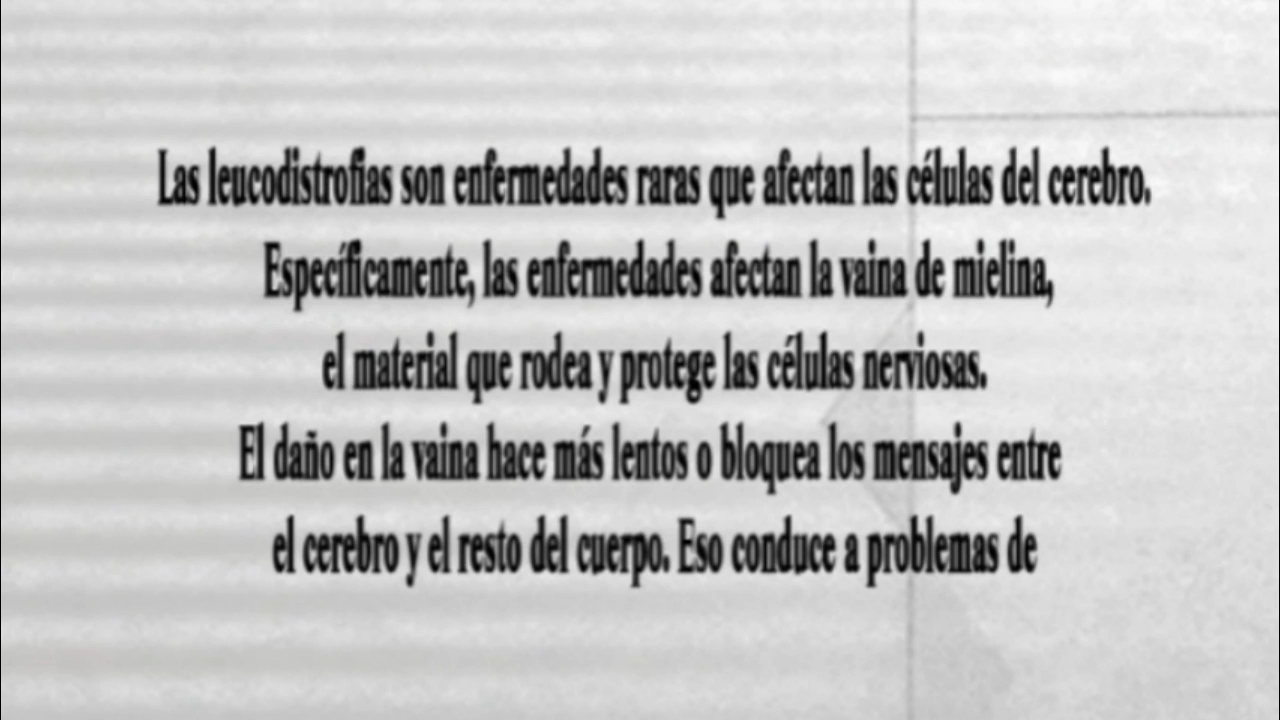 Las leucodistrofias son enfermedades raras que afectan las células del cerebro.
Específicamente, las enfermedades afectan la vaina de mielina,
el material que rodea y protege las células nerviosas.
El daño en la vaina hace más lentos o bloquea los mensajes entre
el cerebro y el resto del cuerpo. Eso conduce a problemas de